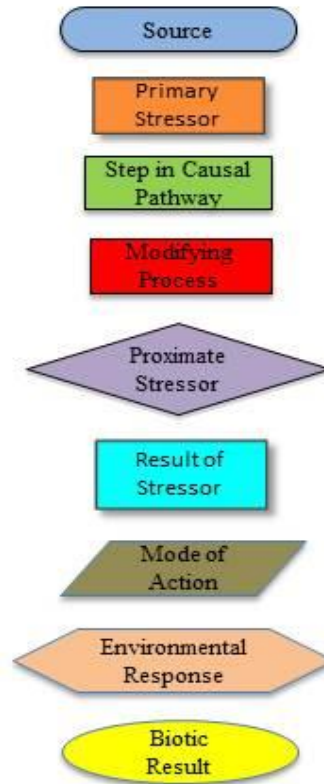 Source
Primary
Stressor
Step in Causal
Pathway
Modifying
Process
Proximate
Stressor
Result of
Stressor
Mode of
Action
Environmental
Response
Biotic
Result